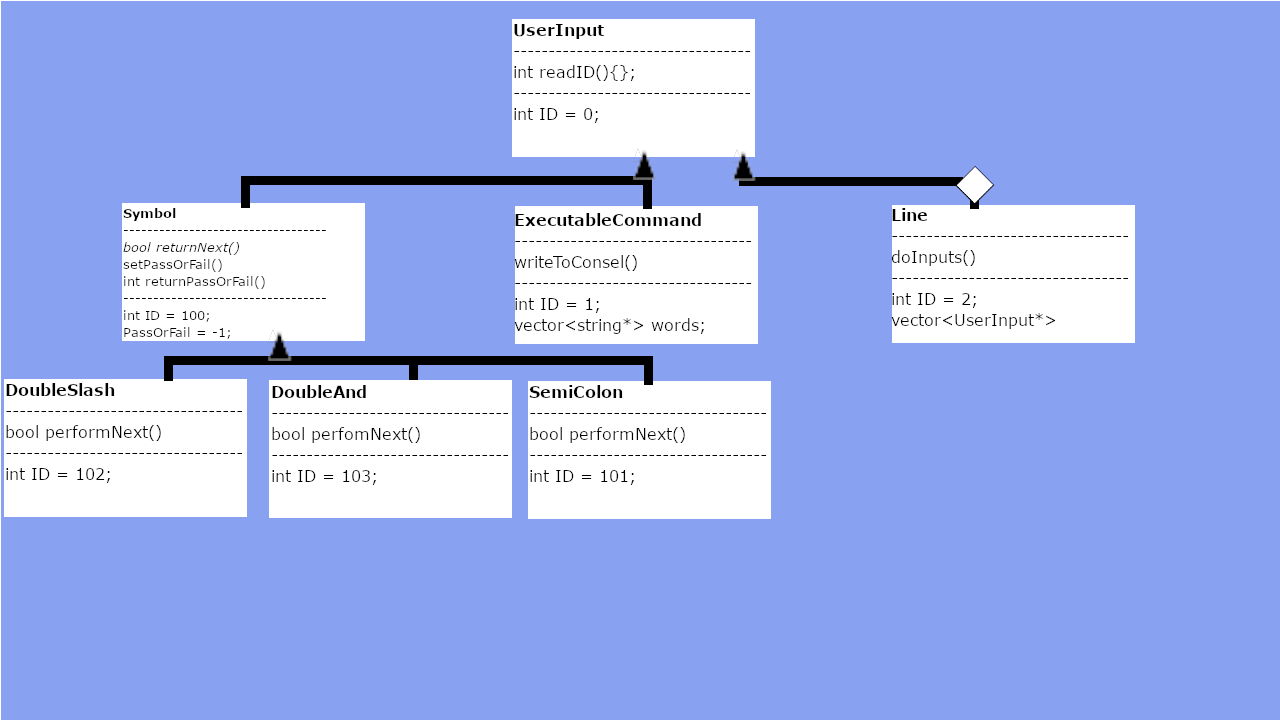 UserInput
------------------------------------
int readID(){};
------------------------------------
int ID = 0;
Symbol
------------------------------------
bool returnNext()
setPassOrFail()
int returnPassOrFail()
------------------------------------
int ID = 100;
PassOrFail = -1;
ExecutableCommand
------------------------------------
writeToConsel()
------------------------------------
int ID = 1;
vector<string*> words;
Line
------------------------------------
doInputs()
------------------------------------
int ID = 2;
vector<UserInput*>
DoubleSlash
------------------------------------
bool performNext()
------------------------------------
int ID = 102;
DoubleAnd
------------------------------------
bool perfomNext()
------------------------------------
int ID = 103;
SemiColon
------------------------------------
bool performNext()
------------------------------------
int ID = 101;